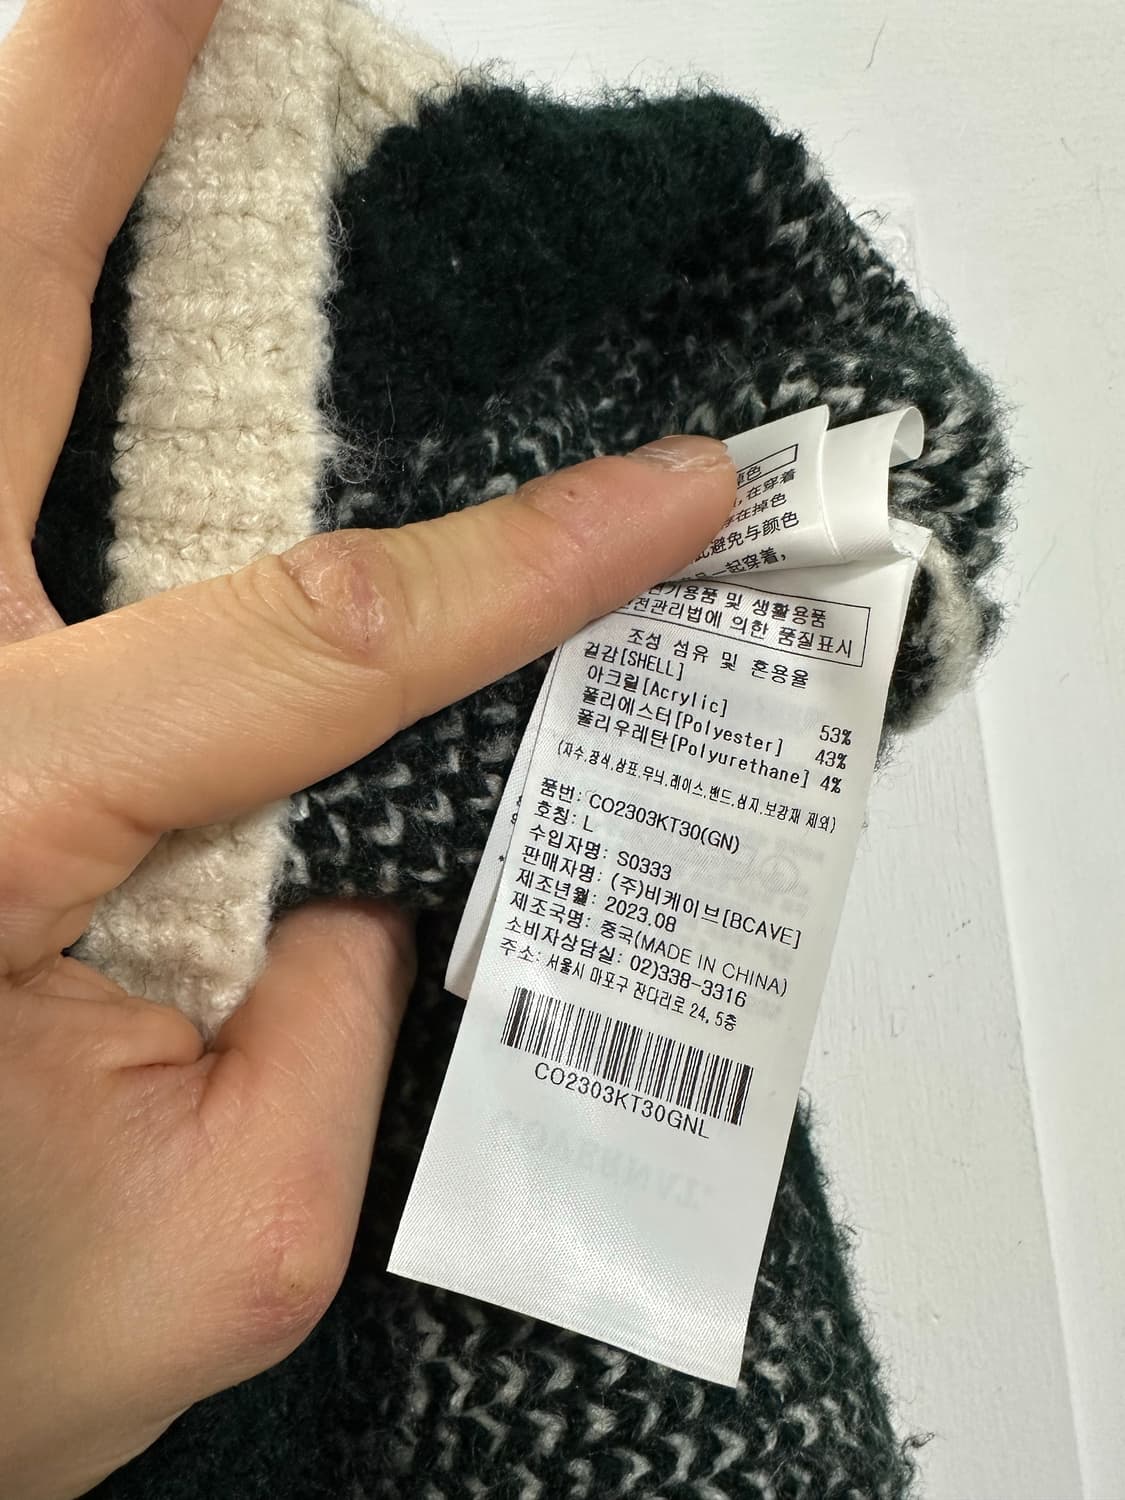 在穿着
存在掉色
避免与颜色
一起穿着,
전기용품 및 생활용품
안전관리법에 의한 품질표시
조성 섬유 및 혼용율
겉감[SHELL]
아크릴[Acrylic] 53%
폴리에스터[Polyester] 43%
폴리우레탄[Polyurethane] 4%
(자수,장식,상표,무늬,레이스,밴드,심지,보강재 제외)
품번: CO2303KT30(GN)
호칭: L
수입자명: S0333
판매자명: (주)비케이브[BCAVE]
제조년월: 2023.08
제조국명: 중국(MADE IN CHINA)
소비자상담실: 02)338-3316
주소: 서울시 마포구 잔다리로 24, 5층
CO2303KT30GNL